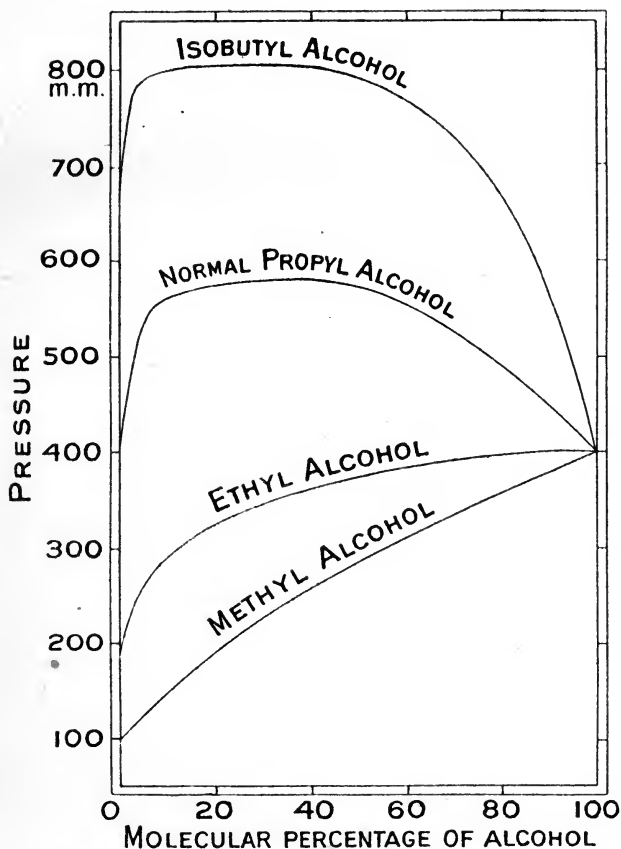 ISOBUTYL ALCOHOL
800
m.m.
700
600
NORMAL PROPYL ALCOHOL
500
PRESSURE
400
ETHYL ALCOHOL
300
METHYL ALCOHOL
200
100
0 20 40 60 80 100
MOLECULAR PERCENTAGE OF ALCOHOL